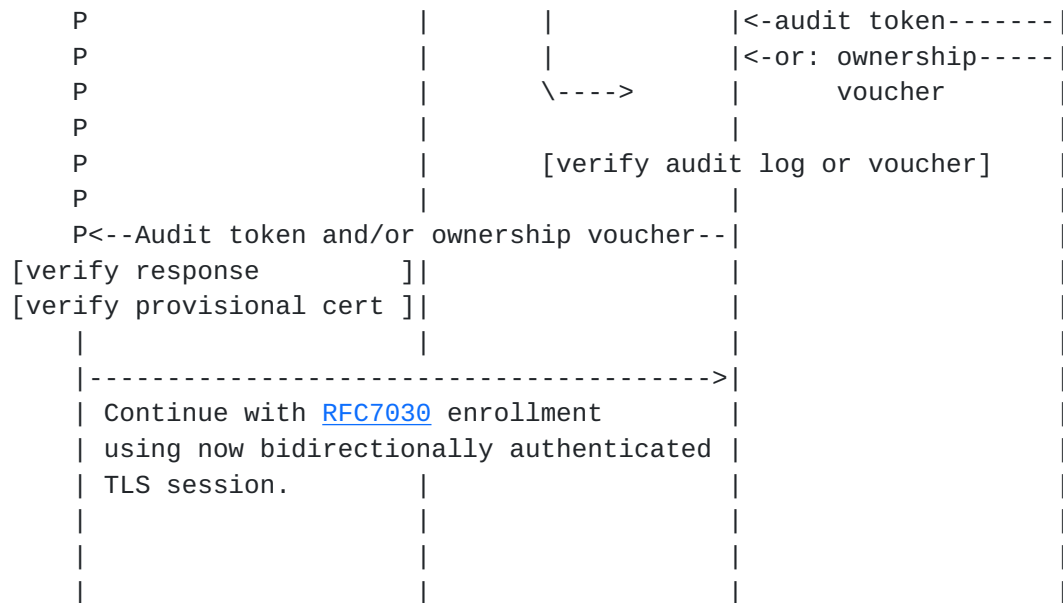 P                     |       |           |<-audit token-------|
P                     |       |           |<-or: ownership-----|
P                     |       \---->      |      voucher       |
P                     |                   |                    |
P                     |       [verify audit log or voucher]    |
P                     |                   |                    |
P<--Audit token and/or ownership voucher--|                    |
[verify response         ]|                   |                    |
[verify provisional cert ]|                   |                    |
|                     |                   |                    |
|---------------------------------------->|                    |
| Continue with RFC7030 enrollment        |                    |
| using now bidirectionally authenticated |                    |
| TLS session.        |                   |                    |
|                     |                   |                    |
|                     |                   |                    |
|                     |                   |                    |